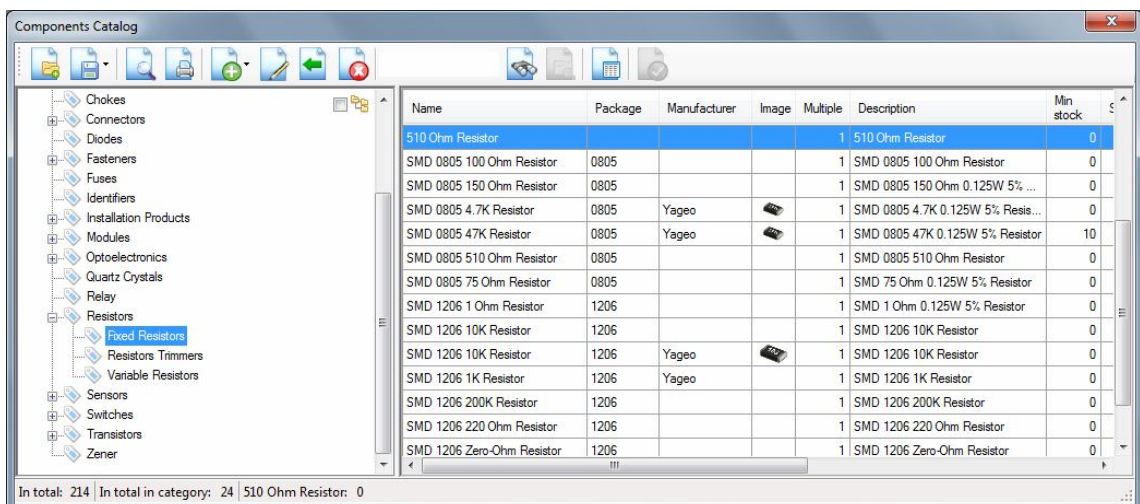 Components Catalog
Chokes
Connectors
Diodes
Fasteners
Fuses
Identifiers
Installation Products
Modules
Optoelectronics
Quartz Crystals
Relay
Resistors
Fixed Resistors
Resistors Trimmers
Variable Resistors
Sensors
Switches
Transistors
Zener
Name Package Manufacturer Image Multiple Description Min stock
510 Ohm Resistor 1 510 Ohm Resistor 0
SMD 0805 100 Ohm Resistor 0805 1 SMD 0805 100 Ohm Resistor 0
SMD 0805 150 Ohm Resistor 0805 1 SMD 0805 150 Ohm 0.125W 5% ... 0
SMD 0805 4.7K Resistor 0805 Yageo 1 SMD 0805 4.7K 0.125W 5% Resis... 0
SMD 0805 47K Resistor 0805 Yageo 1 SMD 0805 47K 0.125W 5% Resistor 10
SMD 0805 510 Ohm Resistor 0805 1 SMD 0805 510 Ohm Resistor 0
SMD 0805 75 Ohm Resistor 0805 1 SMD 75 Ohm 0.125W 5% Resistor 0
SMD 1206 1 Ohm Resistor 1206 1 SMD 1 Ohm 0.125W 5% Resistor 0
SMD 1206 10K Resistor 1206 1 SMD 1206 10K Resistor 0
SMD 1206 10K Resistor 1206 Yageo 1 SMD 1206 10K Resistor 0
SMD 1206 1K Resistor 1206 Yageo 1 SMD 1206 1K Resistor 0
SMD 1206 200K Resistor 1206 1 SMD 1206 200K Resistor 0
SMD 1206 220 Ohm Resistor 1206 1 SMD 1206 220 Ohm Resistor 0
SMD 1206 Zero-Ohm Resistor 1206 1 SMD 1206 Zero-Ohm Resistor 0
In total: 214 In total in category: 24 510 Ohm Resistor: 0